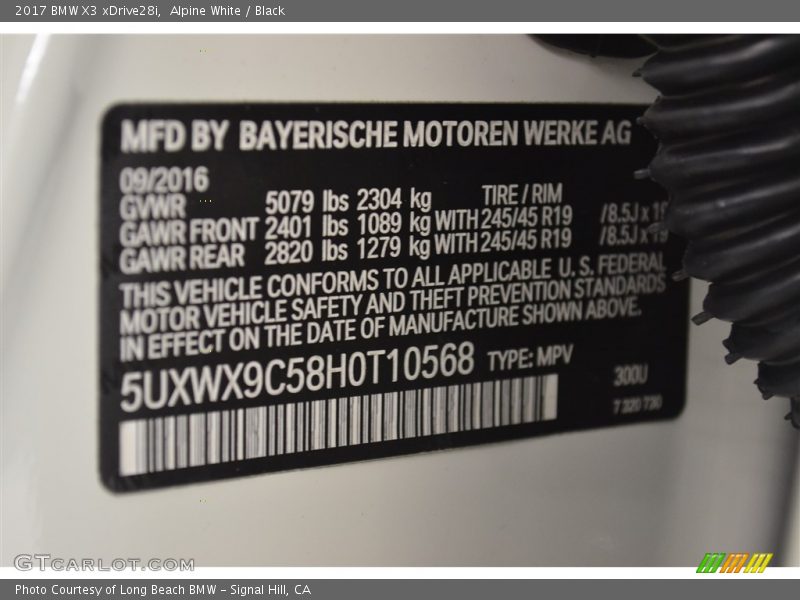 2017 BMW X3 xDrive28i, Alpine White / Black
MFD BY BAYERISCHE MOTOREN WERKE AG
09/2016
GVWR 5079 lbs 2304 kg TIRE / RIM
GAWR FRONT 2401 lbs 1089 kg WITH 245/45 R19 /8.5J x 19
GAWR REAR 2820 lbs 1279 kg WITH 245/45 R19 /8.5J x 19
THIS VEHICLE CONFORMS TO ALL APPLICABLE U. S. FEDERAL
MOTOR VEHICLE SAFETY AND THEFT PREVENTION STANDARDS
IN EFFECT ON THE DATE OF MANUFACTURE SHOWN ABOVE.
5UXWX9C58H0T10568 TYPE: MPV
300U
7 320 730
GTCARLOT.COM
Photo Courtesy of Long Beach BMW - Signal Hill, CA